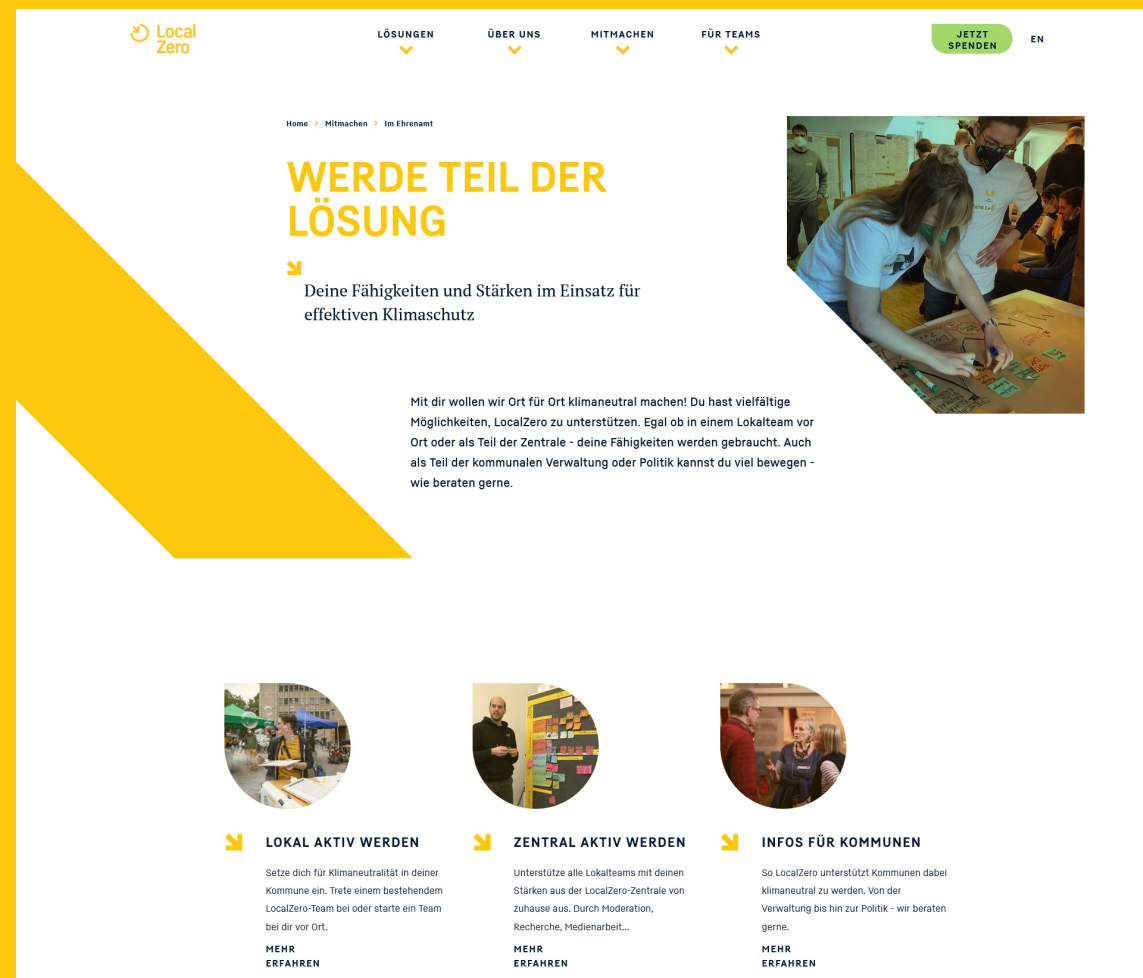 Local
Zero
LÖSUNGEN
ÜBER UNS
MITMACHEN
FÜR TEAMS
JETZT
SPENDEN
EN
Home > Mitmachen > Im Ehrenamt
WERDE TEIL DER
LÖSUNG
Deine Fähigkeiten und Stärken im Einsatz für
effektiven Klimaschutz
Mit dir wollen wir Ort für Ort klimaneutral machen! Du hast vielfältige
Möglichkeiten, LocalZero zu unterstützen. Egal ob in einem Lokalteam vor
Ort oder als Teil der Zentrale - deine Fähigkeiten werden gebraucht. Auch
als Teil der kommunalen Verwaltung oder Politik kannst du viel bewegen -
wie beraten gerne.
LOKAL AKTIV WERDEN
Setze dich für Klimaneutralität in deiner
Kommune ein. Trete einem bestehendem
LocalZero-Team bei oder starte ein Team
bei dir vor Ort.
MEHR
ERFAHREN
ZENTRAL AKTIV WERDEN
Unterstütze alle Lokalteams mit deinen
Stärken aus der LocalZero-Zentrale von
zuhause aus. Durch Moderation,
Recherche, Medienarbeit...
MEHR
ERFAHREN
INFOS FÜR KOMMUNEN
So LocalZero unterstützt Kommunen dabei
klimaneutral zu werden. Von der
Verwaltung bis hin zur Politik - wir beraten
gerne.
MEHR
ERFAHREN